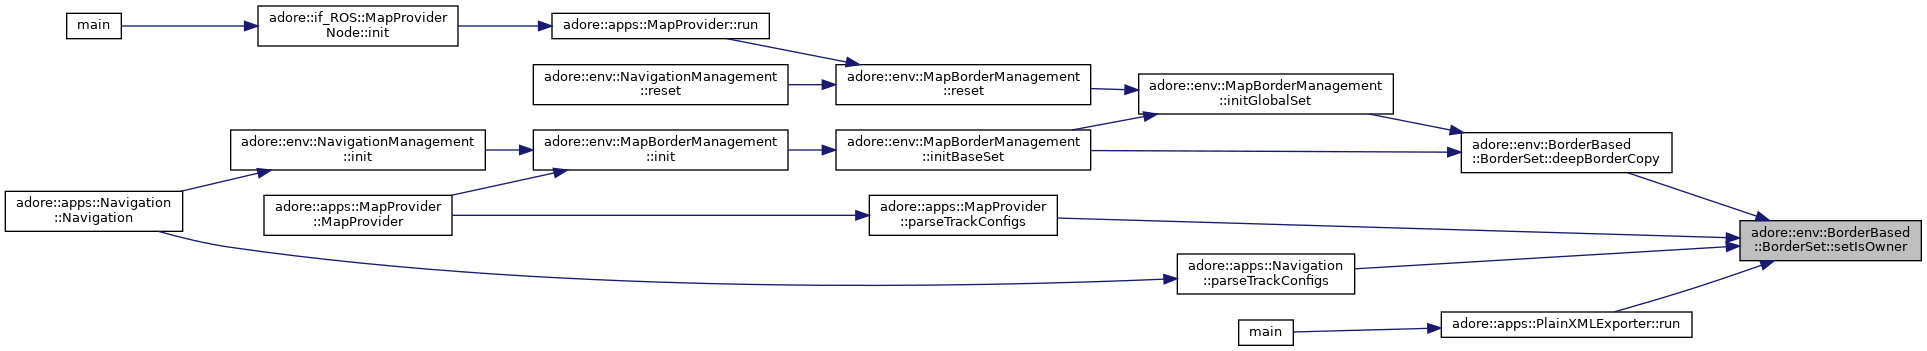 main
adore::if_ROS::MapProvider
Node::init
adore::apps::MapProvider::run
adore::env::NavigationManagement
::reset
adore::env::MapBorderManagement
::reset
adore::env::MapBorderManagement
::initGlobalSet
adore::env::NavigationManagement
::init
adore::env::MapBorderManagement
::init
adore::env::MapBorderManagement
::initBaseSet
adore::env::BorderBased
::BorderSet::deepBorderCopy
adore::apps::Navigation
::Navigation
adore::apps::MapProvider
::MapProvider
adore::apps::MapProvider
::parseTrackConfigs
adore::env::BorderBased
::BorderSet::setIsOwner
adore::apps::Navigation
::parseTrackConfigs
main
adore::apps::PlainXMLExporter::run